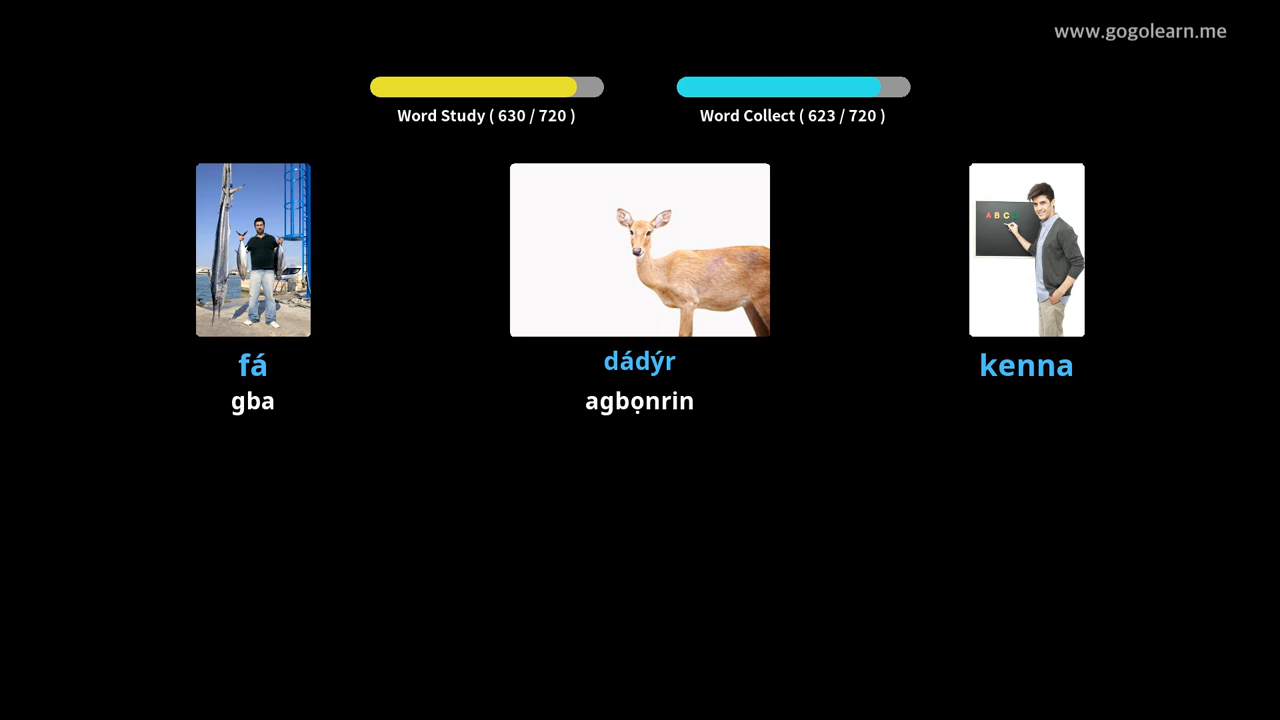 www.gogolearn.me
Word Study ( 630 / 720 )
Word Collect ( 623 / 720 )
A B C D
fá
gba
dádýr
agbọnrin
kenna